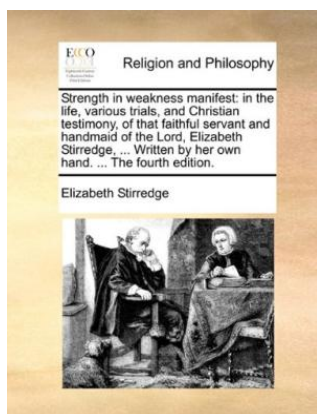 ECCO
Religion and Philosophy
Strength in weakness manifest: in the
life, various trials, and Christian
testimony, of that faithful servant and
handmaid of the Lord, Elizabeth
Stirredge, ... Written by her own
hand. ... The fourth edition.
Elizabeth Stirredge